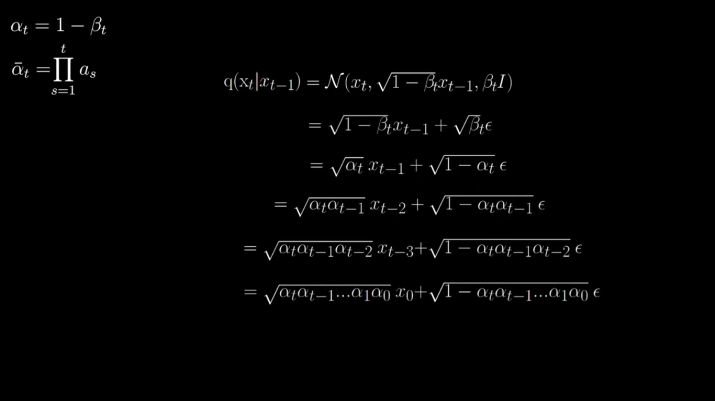 αₜ = 1 − βₜ
ᾱₜ = ∏ₛ₌₁ᵗ aₛ
q(xₜ|xₜ₋₁) = 𝒩(xₜ, √(1 − βₜ)xₜ₋₁, βₜI)
= √(1 − βₜ)xₜ₋₁ + √βₜϵ
= √αₜ xₜ₋₁ + √(1 − αₜ) ϵ
= √(αₜαₜ₋₁) xₜ₋₂ + √(1 − αₜαₜ₋₁) ϵ
= √(αₜαₜ₋₁αₜ₋₂) xₜ₋₃+√(1 − αₜαₜ₋₁αₜ₋₂) ϵ
= √(αₜαₜ₋₁...α₁α₀) x₀+√(1 − αₜαₜ₋₁...α₁α₀) ϵ